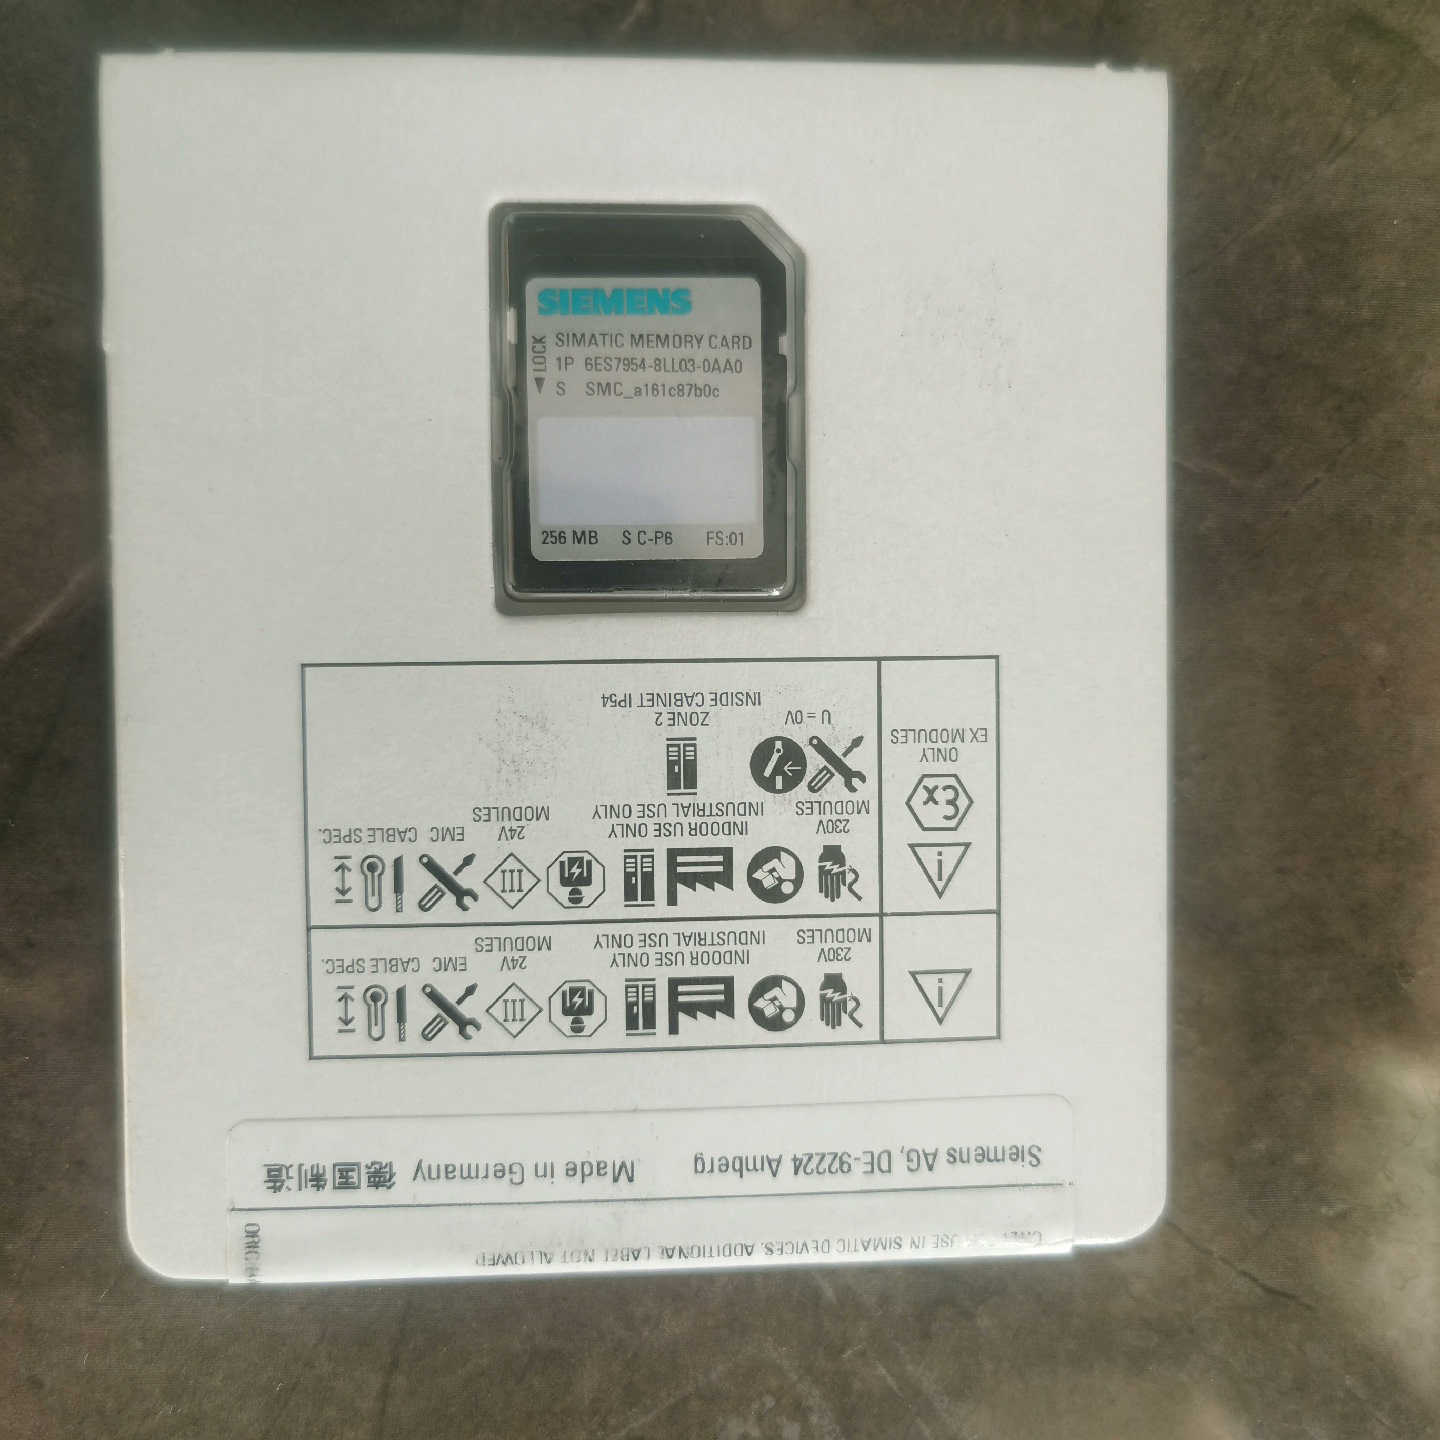 SIEMENS
SIMATIC MEMORY CARD
LOCK
1P 6ES7954-8LL03-0AA0
S SMC_a161c87b0c
256 MB S C-P6 FS:01
Siemens AG, DE-92224 Amberg Made in Germany 德国制造
USE IN SIMATIC DEVICES. ADDITIONAL LABEL NOT ALLOWED
230V
MODULES
INDOOR USE ONLY
INDUSTRIAL USE ONLY
24V
MODULES
EMC
CABLE SPEC.
III
i
i
Ex
ONLY
EX MODULES
230V
MODULES
INDOOR USE ONLY
INDUSTRIAL USE ONLY
24V
MODULES
EMC
CABLE SPEC.
III
U = 0V
ZONE 2
INSIDE CABINET IP54